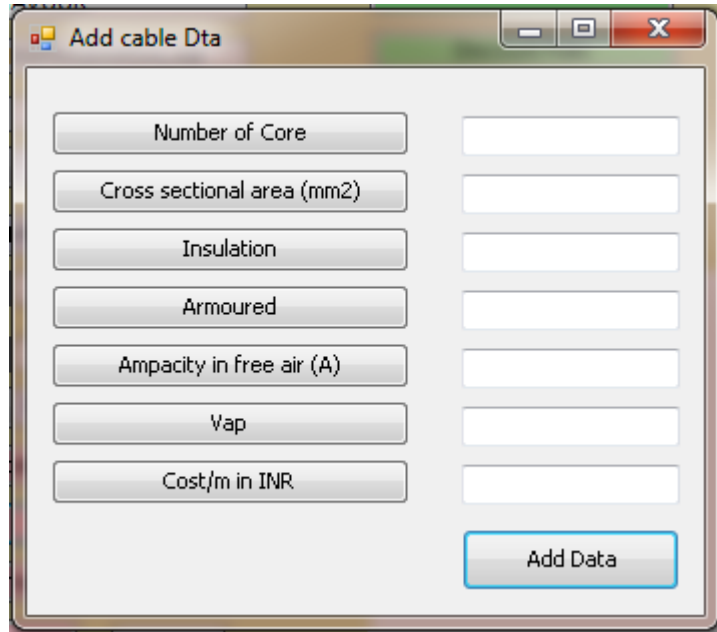 Add cable Dta
Number of Core
Cross sectional area (mm2)
Insulation
Armoured
Ampacity in free air (A)
Vap
Cost/m in INR
Add Data